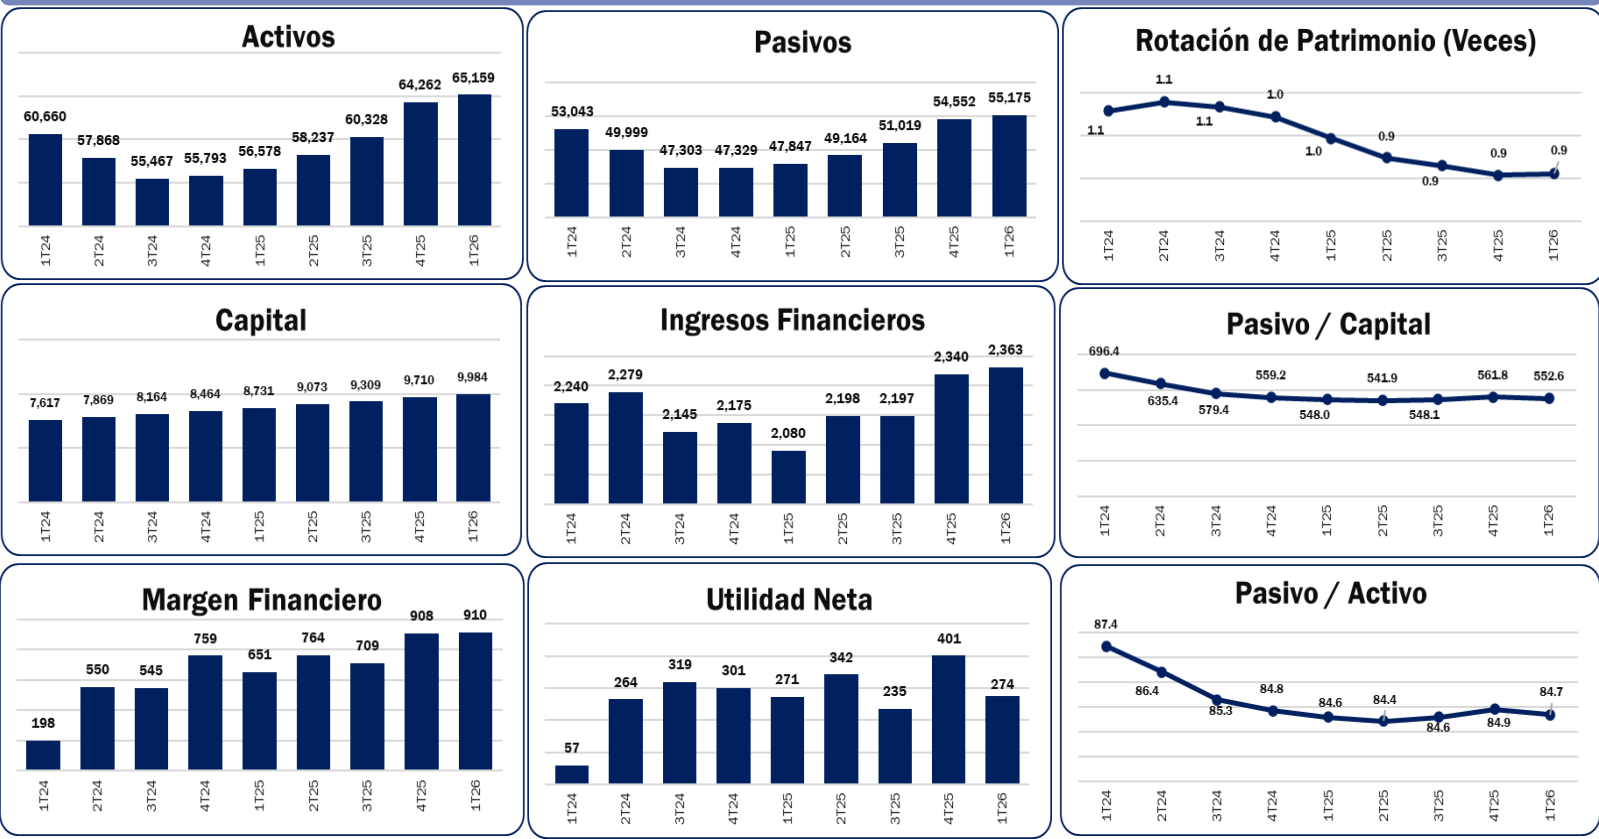 Activos
60,660
57,868
55,467
55,793
56,578
58,237
60,328
64,262
65,159
1T24
2T24
3T24
4T24
1T25
2T25
3T25
4T25
1T26
Pasivos
53,043
49,999
47,303
47,329
47,847
49,164
51,019
54,552
55,175
1T24
2T24
3T24
4T24
1T25
2T25
3T25
4T25
1T26
Rotación de Patrimonio (Veces)
1.1
1.1
1.1
1.0
1.0
0.9
0.9
0.9
0.9
1T24
2T24
3T24
4T24
1T25
2T25
3T25
4T25
1T26
Capital
7,617
7,869
8,164
8,464
8,731
9,073
9,309
9,710
9,984
1T24
2T24
3T24
4T24
1T25
2T25
3T25
4T25
1T26
Ingresos Financieros
2,240
2,279
2,145
2,175
2,080
2,198
2,197
2,340
2,363
1T24
2T24
3T24
4T24
1T25
2T25
3T25
4T25
1T26
Pasivo / Capital
696.4
635.4
579.4
559.2
548.0
541.9
548.1
561.8
552.6
1T24
2T24
3T24
4T24
1T25
2T25
3T25
4T25
1T26
Margen Financiero
198
550
545
759
651
764
709
908
910
1T24
2T24
3T24
4T24
1T25
2T25
3T25
4T25
1T26
Utilidad Neta
57
264
319
301
271
342
235
401
274
1T24
2T24
3T24
4T24
1T25
2T25
3T25
4T25
1T26
Pasivo / Activo
87.4
86.4
85.3
84.8
84.6
84.4
84.6
84.9
84.7
1T24
2T24
3T24
4T24
1T25
2T25
3T25
4T25
1T26